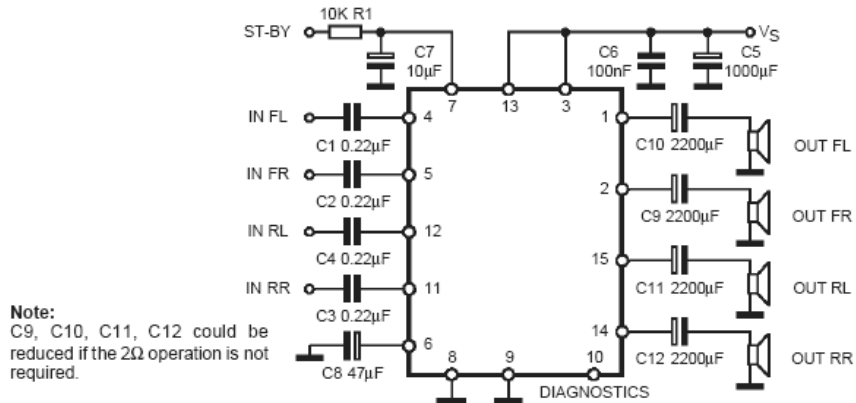 10K R1
ST-BY
C7
10µF
C6
100nF
C5
1000µF
V_S
7
13
3
IN FL
C1 0.22µF
4
1
C10 2200µF
OUT FL
IN FR
C2 0.22µF
5
2
C9 2200µF
OUT FR
IN RL
C4 0.22µF
12
15
C11 2200µF
OUT RL
IN RR
C3 0.22µF
11
14
C12 2200µF
OUT RR
C8 47µF
6
8
9
10
DIAGNOSTICS
Note:
C9, C10, C11, C12 could be
reduced if the 2Ω operation is not
required.